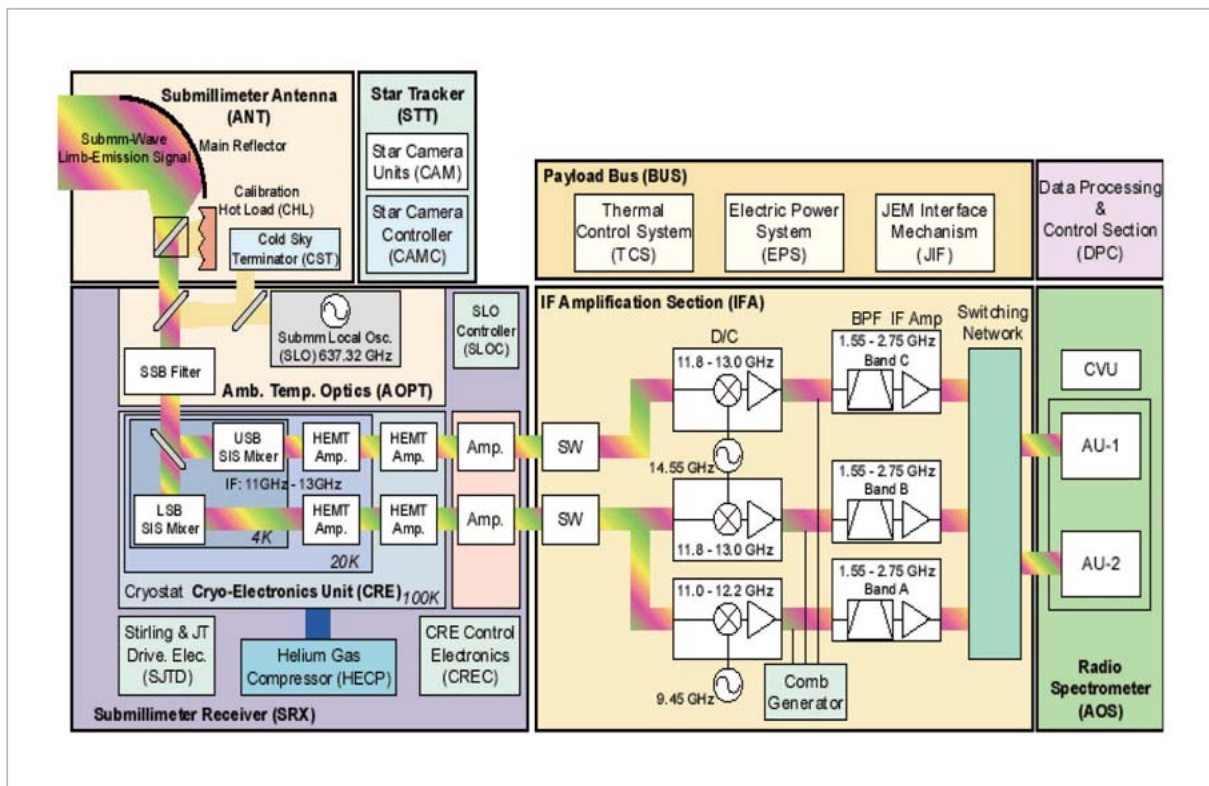 Submillimeter Antenna
(ANT)
Submm-Wave
Limb-Emission Signal
Main Reflector
Calibration
Hot Load (CHL)
Cold Sky
Terminator (CST)
Star Tracker
(STT)
Star Camera
Units (CAM)
Star Camera
Controller
(CAMC)
Payload Bus (BUS)
Thermal
Control System
(TCS)
Electric Power
System
(EPS)
JEM Interface
Mechanism
(JIF)
Data Processing
&
Control Section
(DPC)
Submm Local Osc.
(SLO) 637.32 GHz
SLO
Controller
(SLOC)
SSB Filter
Amb. Temp. Optics (AOPT)
USB
SIS Mixer
HEMT
Amp.
HEMT
Amp.
Amp.
SW
IF: 11GHz - 13GHz
LSB
SIS Mixer
HEMT
Amp.
HEMT
Amp.
Amp.
SW
4K
20K
Cryostat Cryo-Electronics Unit (CRE)
100K
Stirling & JT
Drive. Elec.
(SJTD)
Helium Gas
Compressor (HECP)
CRE Control
Electronics
(CREC)
Submillimeter Receiver (SRX)
IF Amplification Section (IFA)
D/C
BPF IF Amp
Switching
Network
11.8 - 13.0 GHz
1.55 - 2.75 GHz
Band C
14.55 GHz
11.8 - 13.0 GHz
1.55 - 2.75 GHz
Band B
11.0 - 12.2 GHz
1.55 - 2.75 GHz
Band A
9.45 GHz
Comb
Generator
CVU
AU-1
AU-2
Radio
Spectrometer
(AOS)